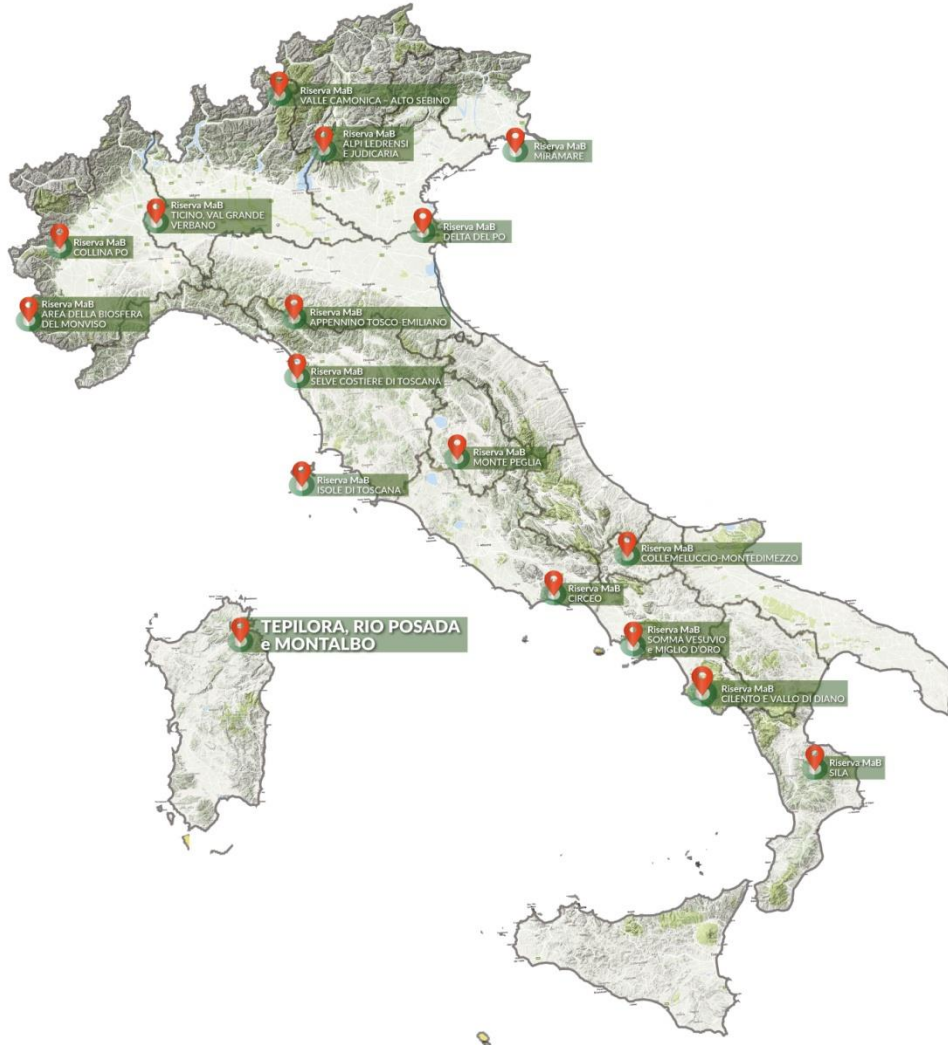 Riserva MaB
VALLE CAMONICA – ALTO SEBINO
Riserva MaB
ALPI LEDRENSI
E JUDICARIA
Riserva MaB
MIRAMARE
Riserva MaB
TICINO, VAL GRANDE
VERBANO
Riserva MaB
DELTA DEL PO
Riserva MaB
COLLINA PO
Riserva MaB
AREA DELLA BIOSFERA
DEL MONVISO
Riserva MaB
APPENNINO TOSCO-EMILIANO
Riserva MaB
SELVE COSTIERE DI TOSCANA
Riserva MaB
MONTE PEGLIA
Riserva MaB
ISOLE DI TOSCANA
Riserva MaB
COLLEMELUCCIO-MONTEDIMEZZO
Riserva MaB
CIRCEO
TEPILORA, RIO POSADA
e MONTALBO
Riserva MaB
SOMMA VESUVIO
e MIGLIO D'ORO
Riserva MaB
CILENTO E VALLO DI DIANO
Riserva MaB
SILA